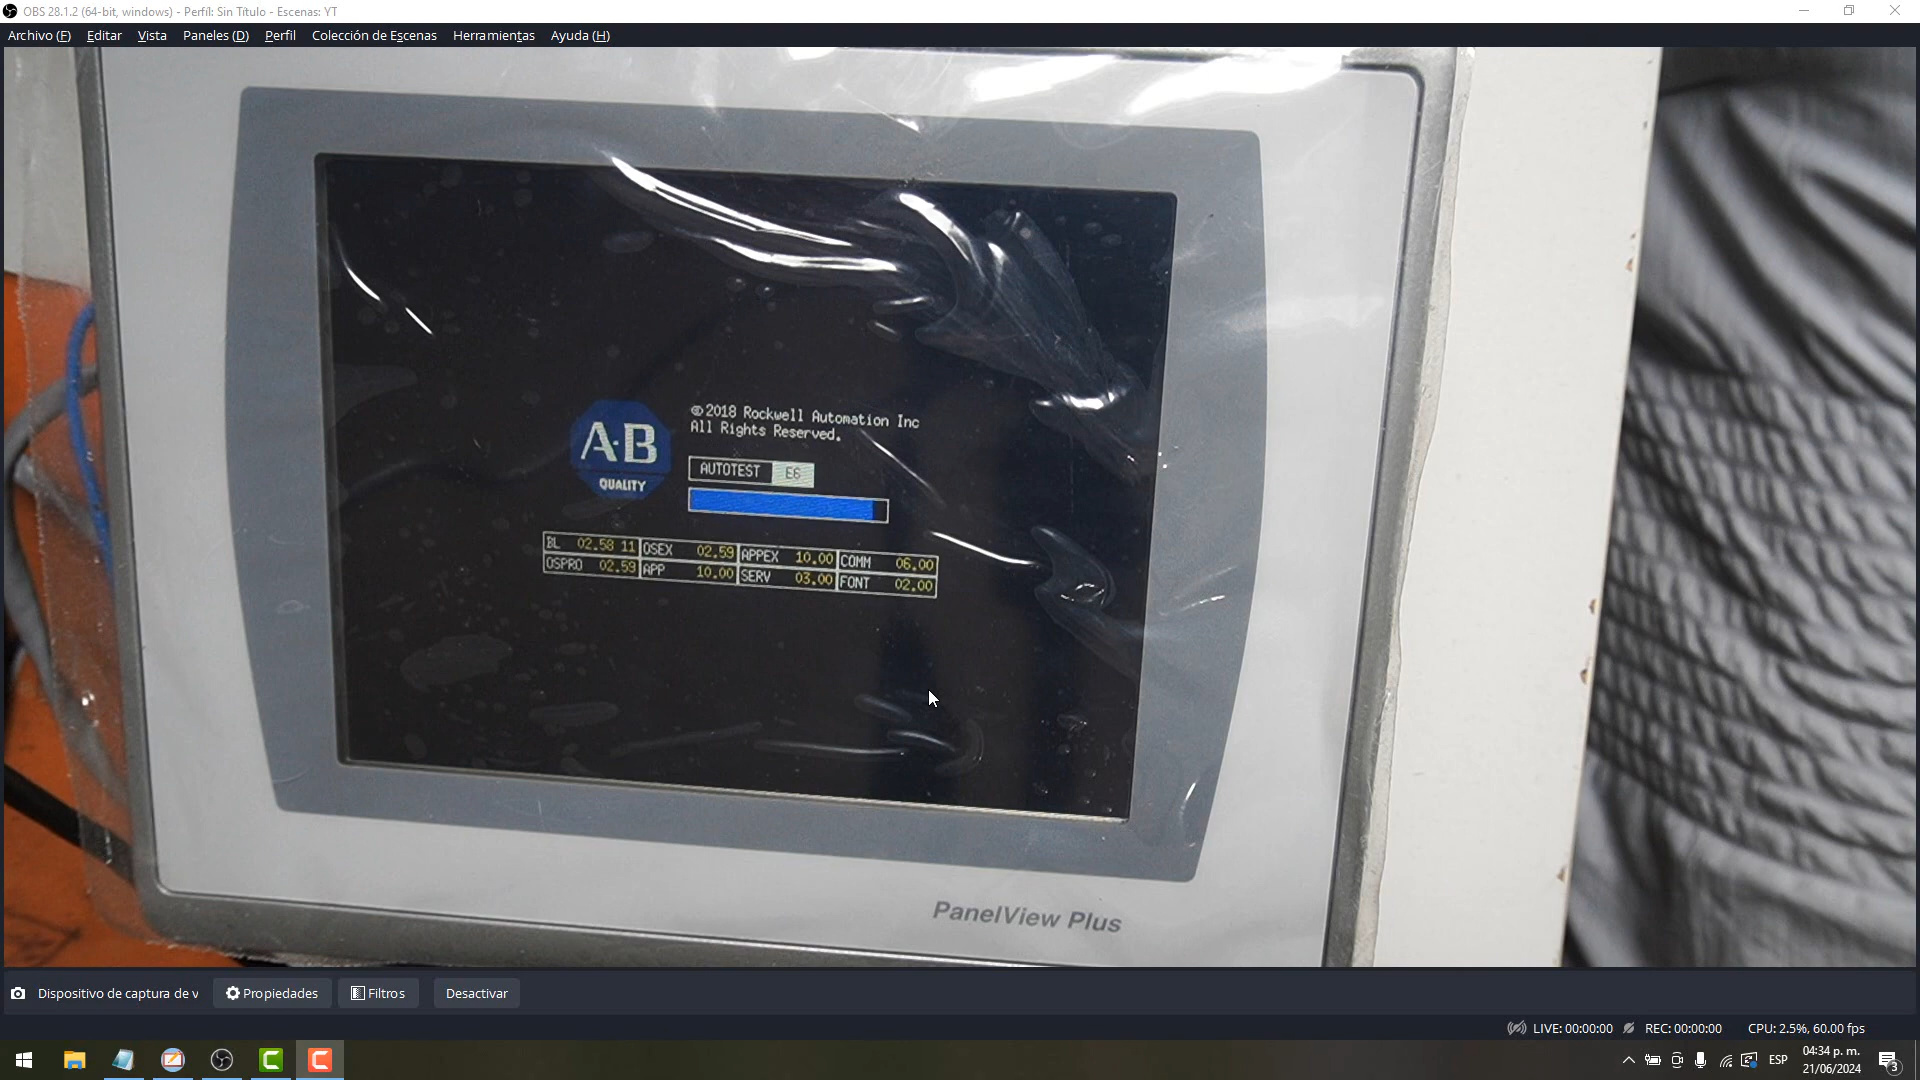 OBS 28.1.2 (64-bit, windows) - Perfil: Sin Título - Escenas: YT
Archivo (F) Editar Vista Paneles (D) Perfil Colección de Escenas Herramientas Ayuda (H)
©2018 Rockwell Automation Inc
All Rights Reserved.
A·B
QUALITY
AUTOTEST E6
BL 02.58 11 OSEX 02.59 APPEX 10.00 COMM 06.00
OSPRO 02.59 APP 10.00 SERV 03.00 FONT 02.00
PanelView Plus
Dispositivo de captura de v Propiedades Filtros Desactivar
LIVE: 00:00:00 REC: 00:00:00 CPU: 2.5%, 60.00 fps
ESP 04:34 p. m.
21/06/2024 3